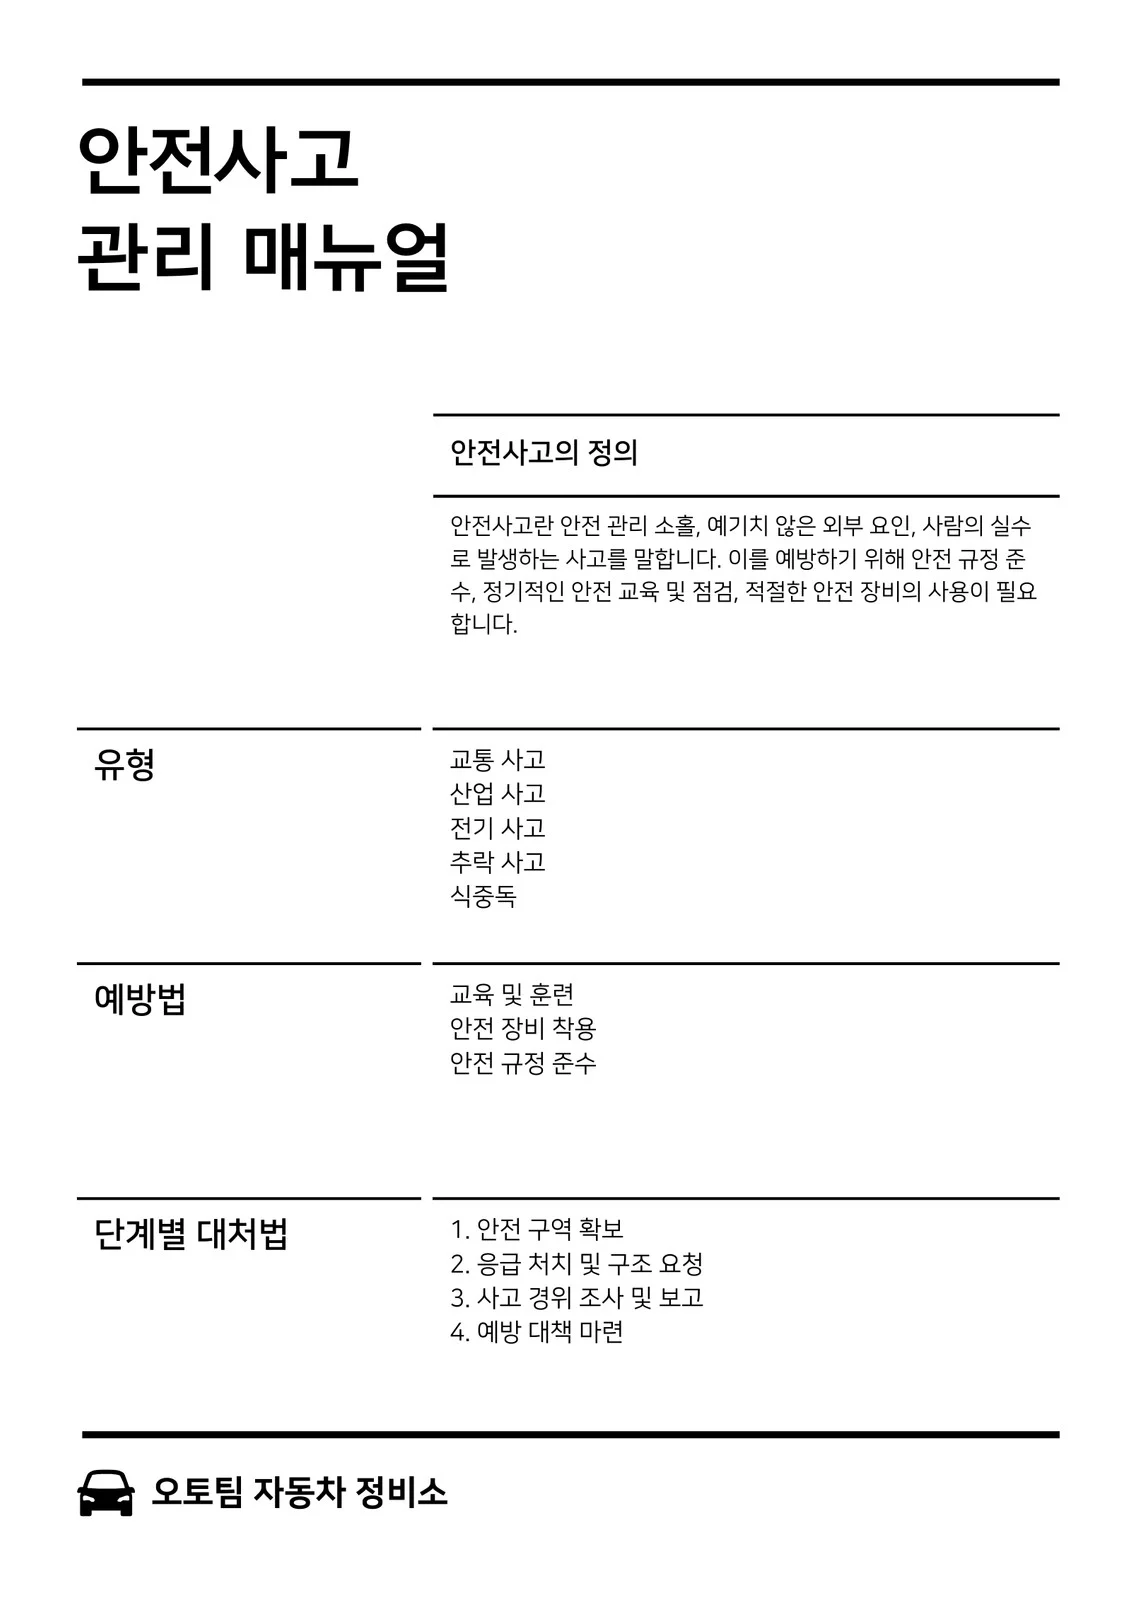 안전사고
관리 매뉴얼
안전사고의 정의
안전사고란 안전 관리 소홀, 예기치 않은 외부 요인, 사람의 실수
로 발생하는 사고를 말합니다. 이를 예방하기 위해 안전 규정 준
수, 정기적인 안전 교육 및 점검, 적절한 안전 장비의 사용이 필요
합니다.
유형
교통 사고
산업 사고
전기 사고
추락 사고
식중독
예방법
교육 및 훈련
안전 장비 착용
안전 규정 준수
단계별 대처법
1. 안전 구역 확보
2. 응급 처치 및 구조 요청
3. 사고 경위 조사 및 보고
4. 예방 대책 마련
오토팀 자동차 정비소